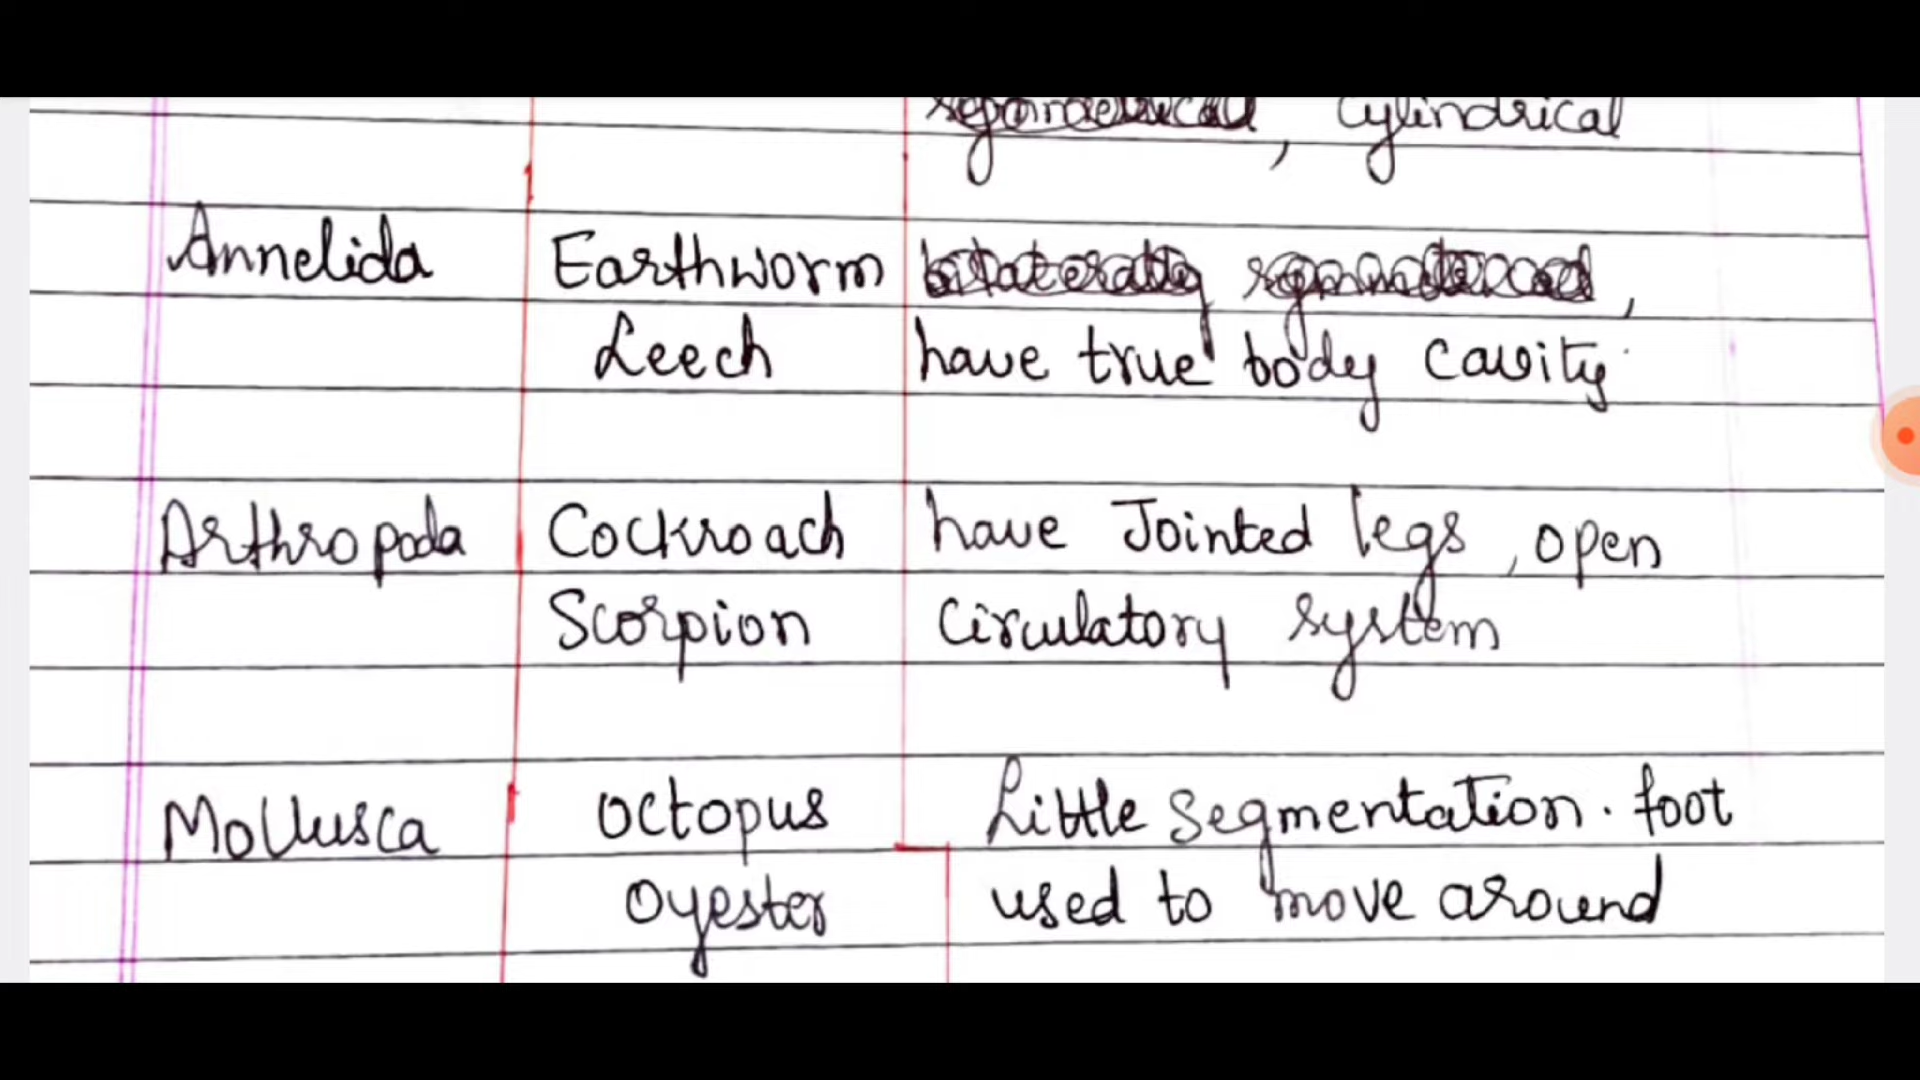 cylindrical
Annelida Earthworm
Leech have true body cavity.
Arthropoda Cockroach have Jointed legs, open
Scorpion Circulatory system
Mollusca Octopus Little segmentation. foot
Oyester used to move around